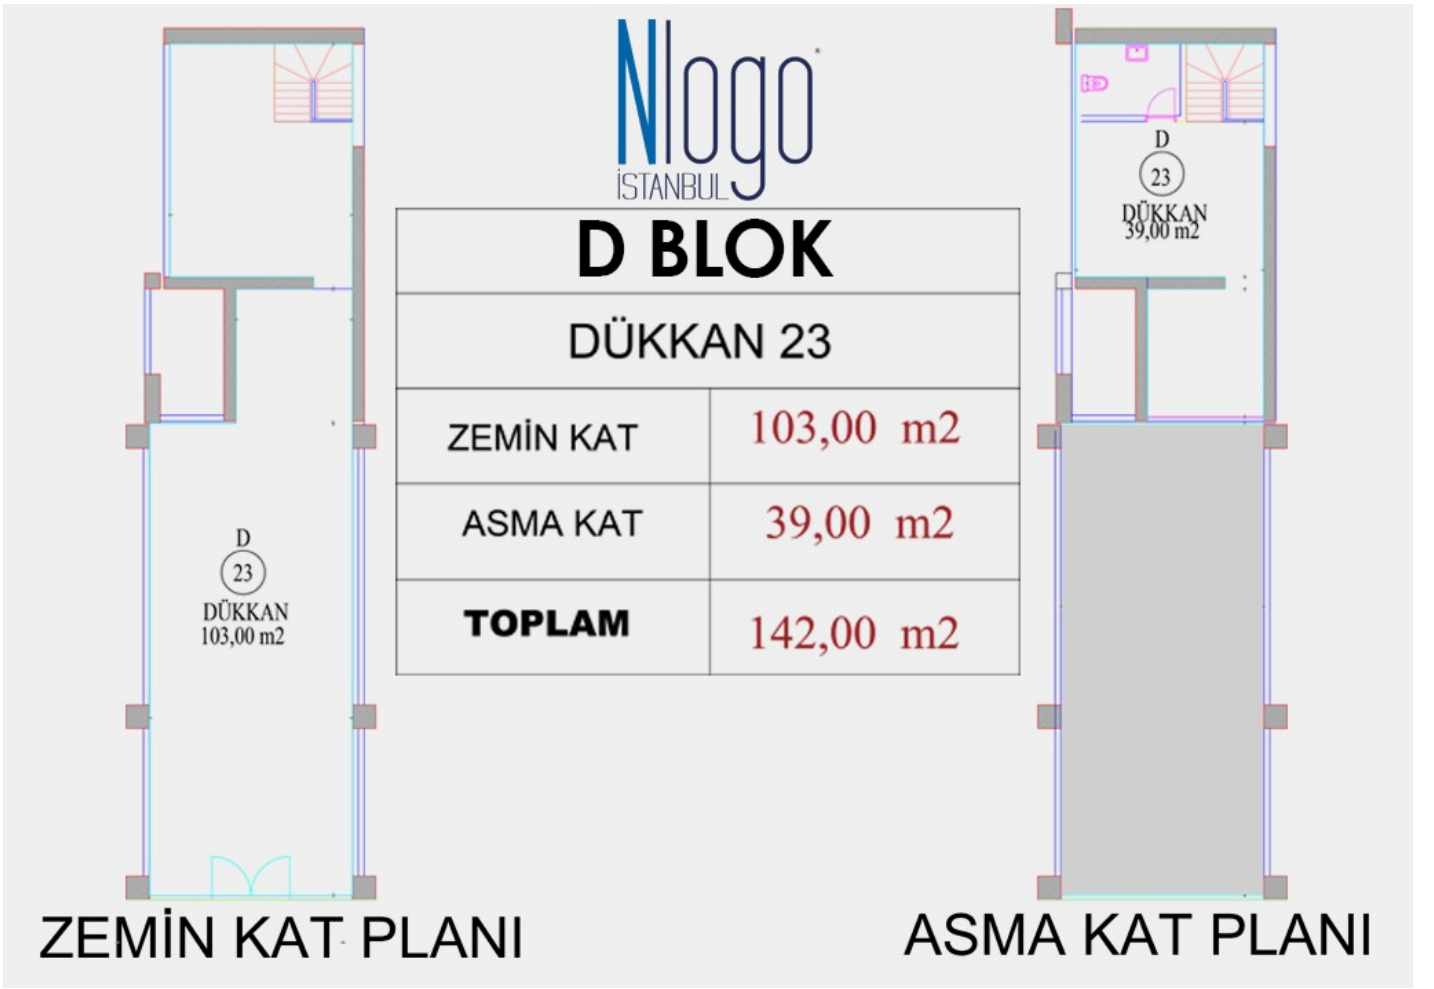 Nlogo
İSTANBUL
D BLOK
DÜKKAN 23
ZEMİN KAT 103,00 m2
ASMA KAT 39,00 m2
TOPLAM 142,00 m2
D
23
DÜKKAN
103,00 m2
ZEMİN KAT PLANI
D
23
DÜKKAN
39,00 m2
ASMA KAT PLANI